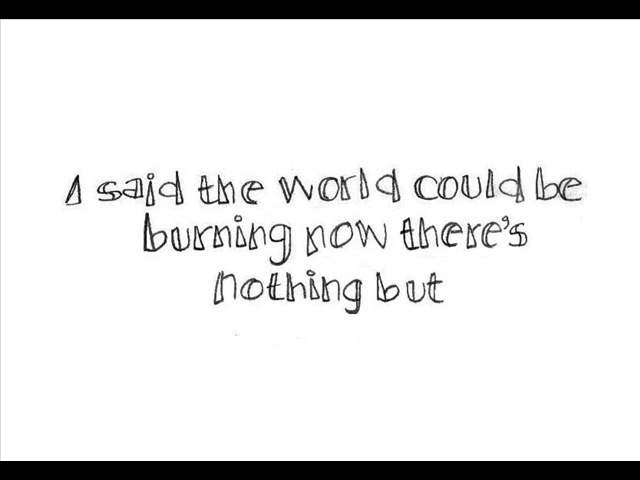 I said the world could be
burning now there's
nothing but